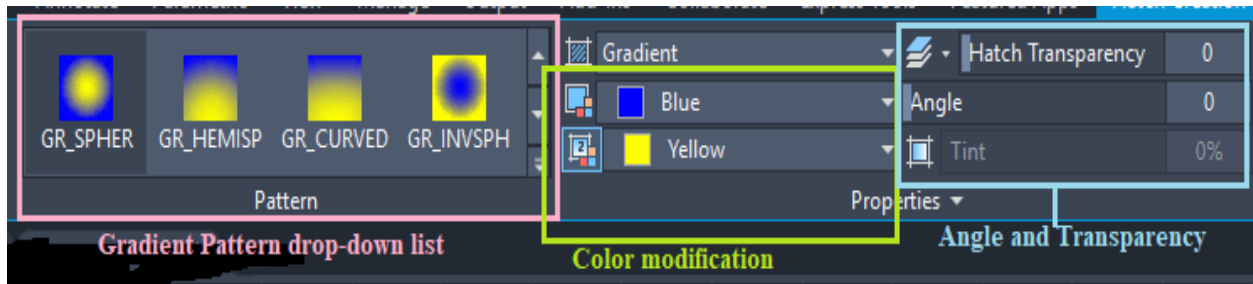 Gradient
Hatch Transparency 0
Blue
Angle 0
GR_SPHER GR_HEMISP GR_CURVED GR_INVSPH
2
Yellow
Tint 0%
Pattern
Properties
Gradient Pattern drop-down list
Color modification
Angle and Transparency